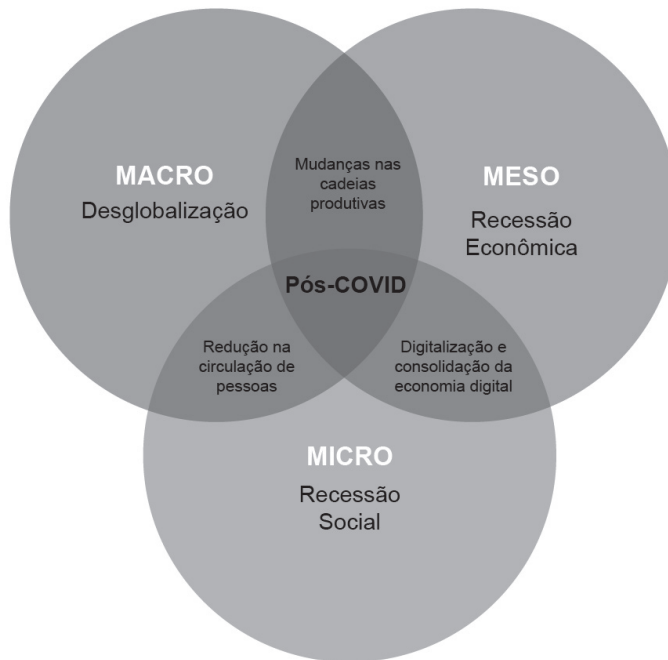 MACRO
Desglobalização
Mudanças nas
cadeias
produtivas
MESO
Recessão
Econômica
Pós-COVID
Redução na
circulação de
pessoas
Digitalização e
consolidação da
economia digital
MICRO
Recessão
Social